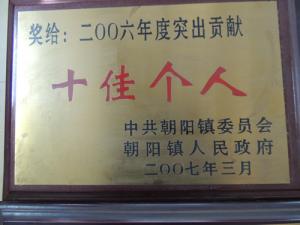 奖给：二〇〇六年度突出贡献
十佳个人
中共朝阳镇委员会
朝阳镇人民政府
二〇〇七年三月